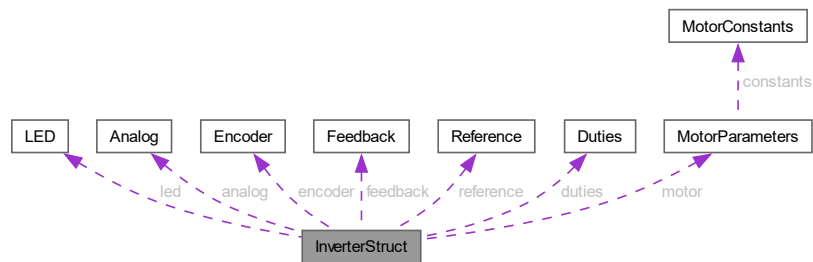 MotorConstants
constants
LED
Analog
Encoder
Feedback
Reference
Duties
MotorParameters
led
analog
encoder
feedback
reference
duties
motor
InverterStruct